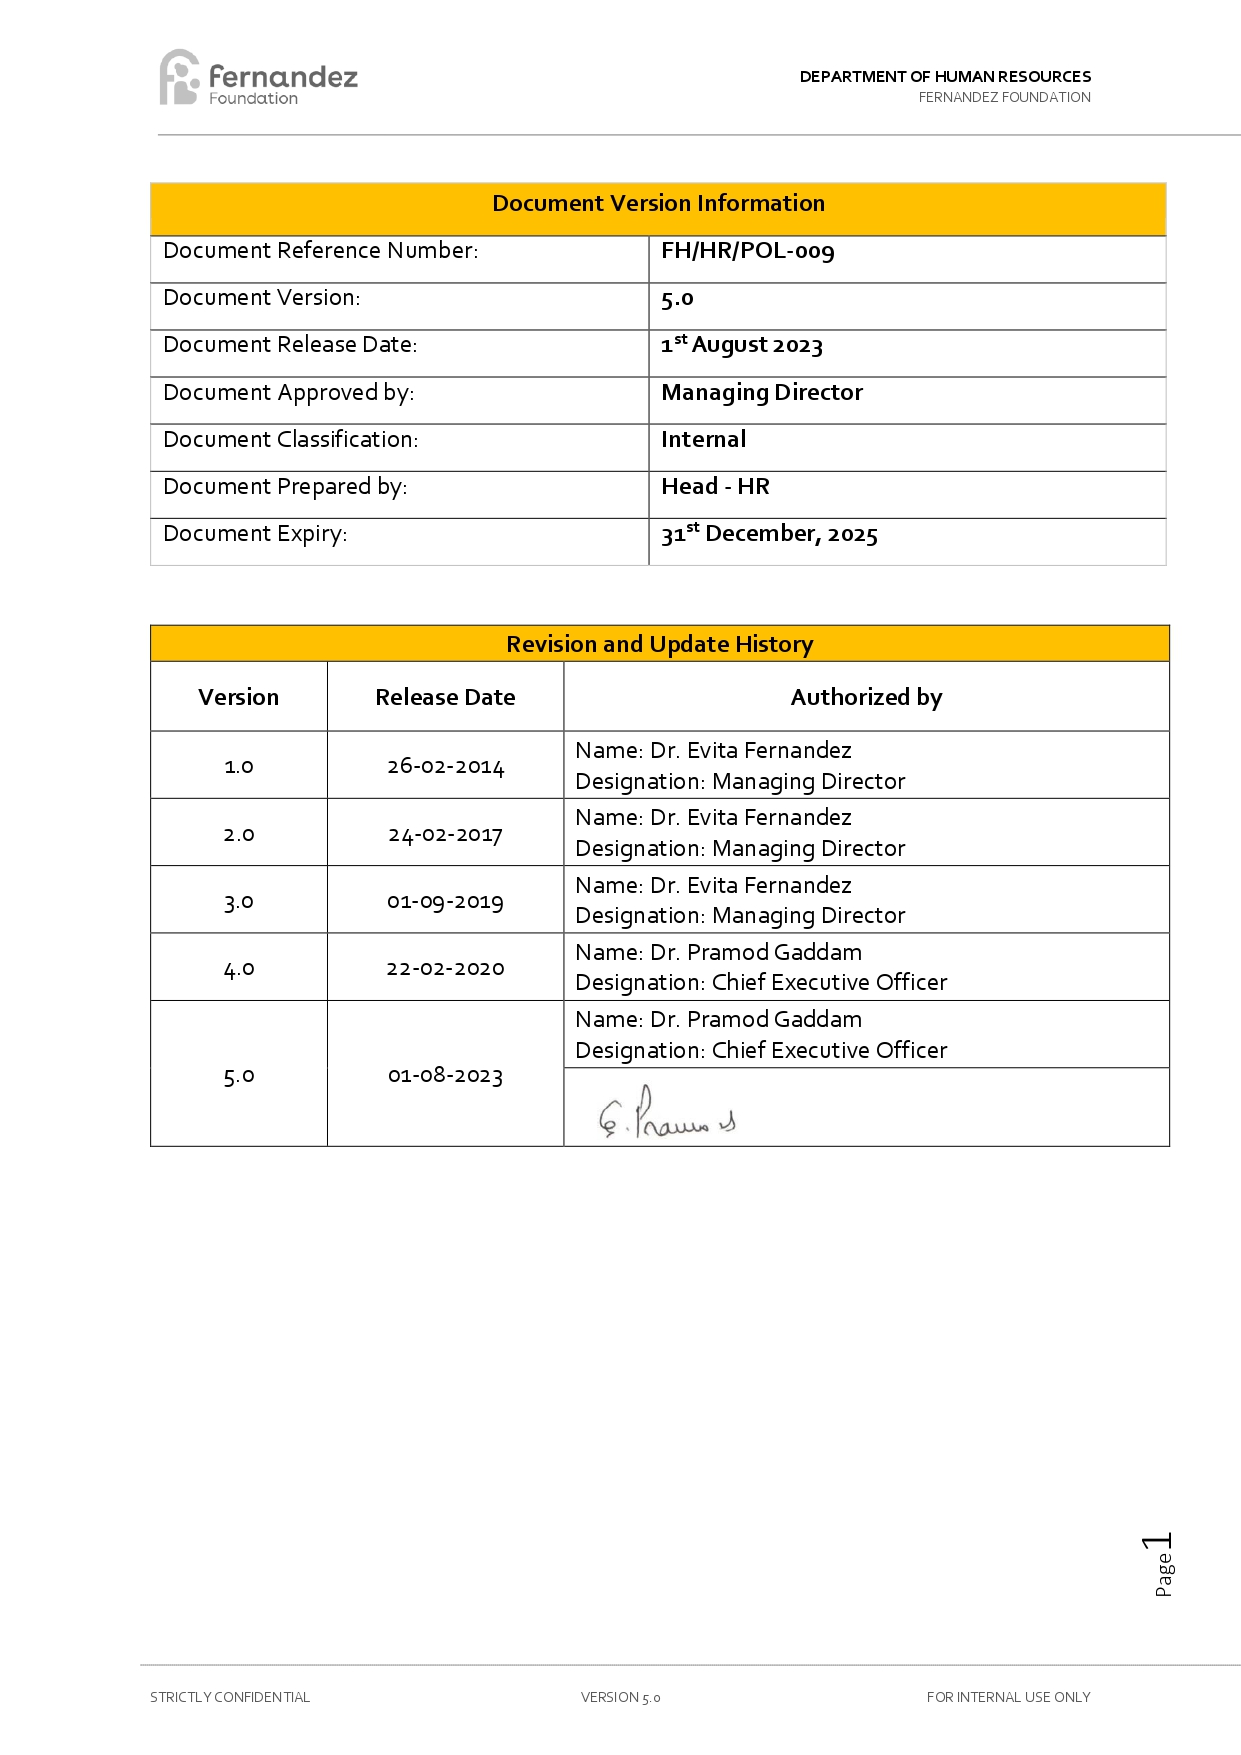 fernandez
Foundation
DEPARTMENT OF HUMAN RESOURCES
FERNANDEZ FOUNDATION
Document Version Information
Document Reference Number: FH/HR/POL-009
Document Version: 5.0
Document Release Date: 1st August 2023
Document Approved by: Managing Director
Document Classification: Internal
Document Prepared by: Head - HR
Document Expiry: 31st December, 2025
Revision and Update History
Version Release Date Authorized by
1.0 26-02-2014 Name: Dr. Evita Fernandez
Designation: Managing Director
2.0 24-02-2017 Name: Dr. Evita Fernandez
Designation: Managing Director
3.0 01-09-2019 Name: Dr. Evita Fernandez
Designation: Managing Director
4.0 22-02-2020 Name: Dr. Pramod Gaddam
Designation: Chief Executive Officer
5.0 01-08-2023 Name: Dr. Pramod Gaddam
Designation: Chief Executive Officer
Page 1
STRICTLY CONFIDENTIAL VERSION 5.0 FOR INTERNAL USE ONLY